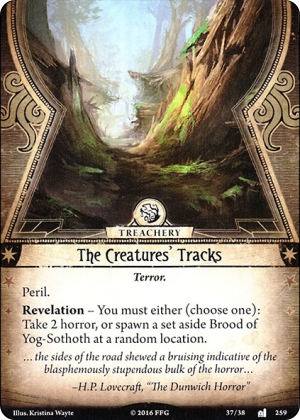 TREACHERY
The Creatures' Tracks
Terror.
Peril.
Revelation – You must either (choose one):
Take 2 horror, or spawn a set aside Brood of
Yog-Sothoth at a random location.
…the sides of the road shewed a bruising indicative of the
blasphemously stupendous bulk of the horror…
–H.P. Lovecraft, “The Dunwich Horror”
Illus. Kristina Wayte © 2016 FFG 37/38 259